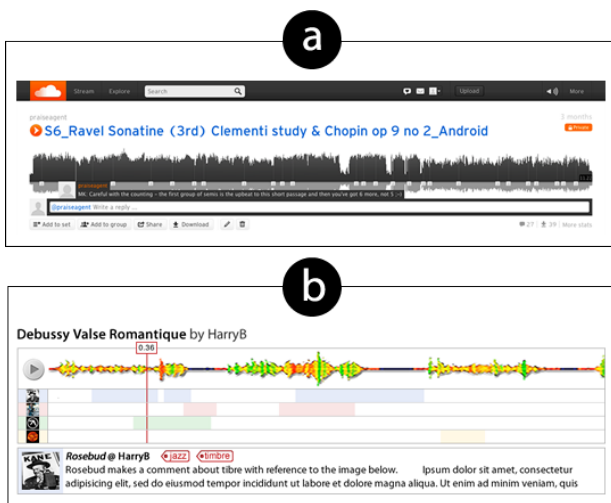 a
Stream Explore Search Upload More
praiseagent 3 months
S6_Ravel Sonatine (3rd) Clementi study & Chopin op 9 no 2_Android Private
praiseagent
MK: Careful with the counting – the first group of semis is the upbeat to this short passage and then you've got 6 more, not 5 :-)
@praiseagent Write a reply ...
Add to set Add to group Share Download 27 39 More stats
b
Debussy Valse Romantique by HarryB
0.36
KANE Rosebud @ HarryB jazz timbre
Rosebud makes a comment about tibre with reference to the image below. Ipsum dolor sit amet, consectetur
adipisicing elit, sed do eiusmod tempor incididunt ut labore et dolore magna aliqua. Ut enim ad minim veniam, quis